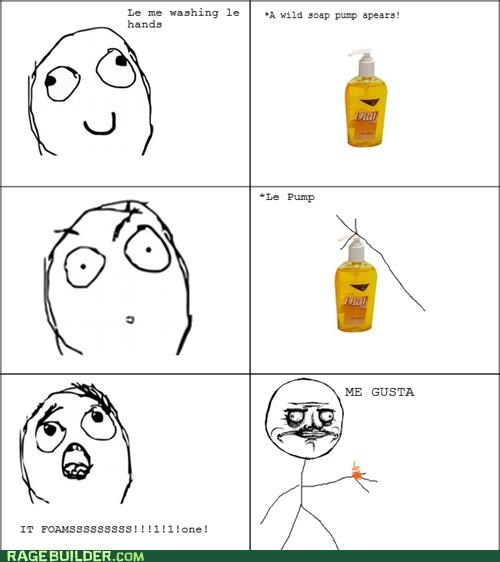 Le me washing le
hands
*A wild soap pump apears!
Dial
*Le Pump
Dial
ME GUSTA
IT FOAMSSSSSSSSS!!!1!1!one!
RAGEBUILDER.COM